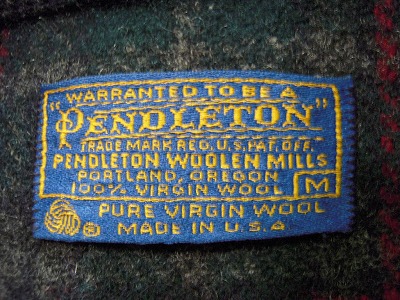 WARRANTED TO BE A
"PENDLETON"
TRADE MARK REG. U.S. PAT. OFF.
PENDLETON WOOLEN MILLS
PORTLAND, OREGON
100% VIRGIN WOOL M
PURE VIRGIN WOOL
® MADE IN U.S.A